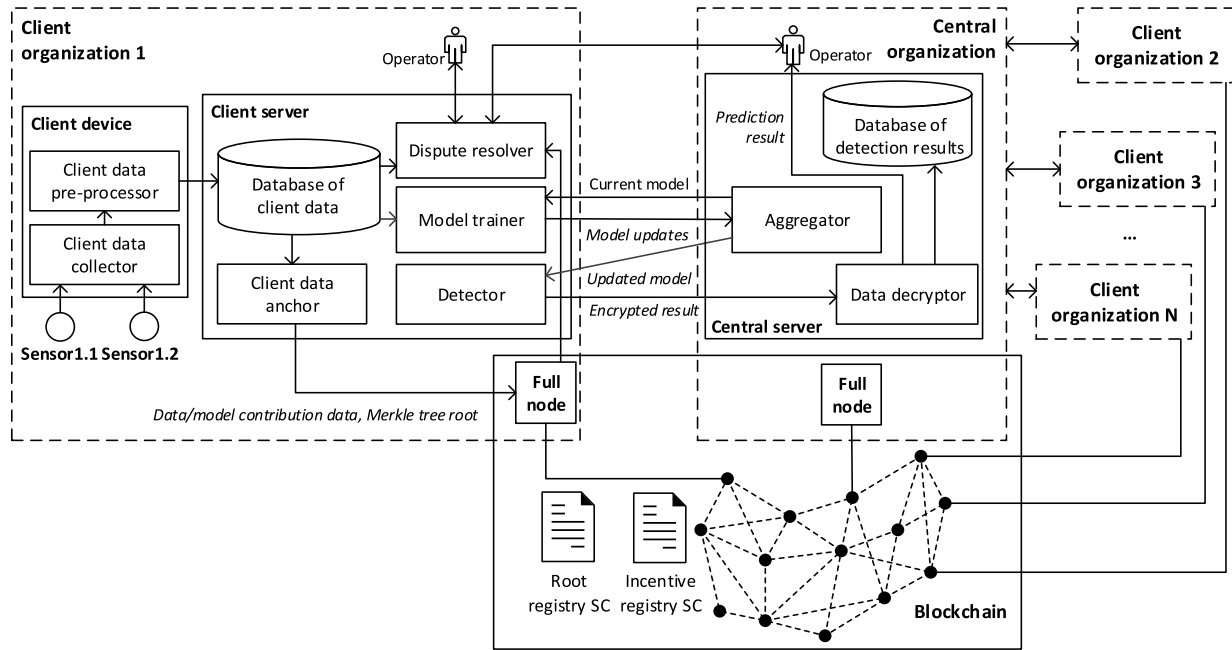 Client
organization 1
Operator
Client device
Client data
pre-processor
Client data
collector
Sensor1.1 Sensor1.2
Client server
Database of
client data
Client data
anchor
Dispute resolver
Model trainer
Detector
Data/model contribution data, Merkle tree root
Current model
Model updates
Updated model
Encrypted result
Central
organization
Operator
Prediction
result
Database of
detection results
Aggregator
Data decryptor
Central server
Client
organization 2
Client
organization 3
...
Client
organization N
Full
node
Full
node
Root
registry SC
Incentive
registry SC
Blockchain